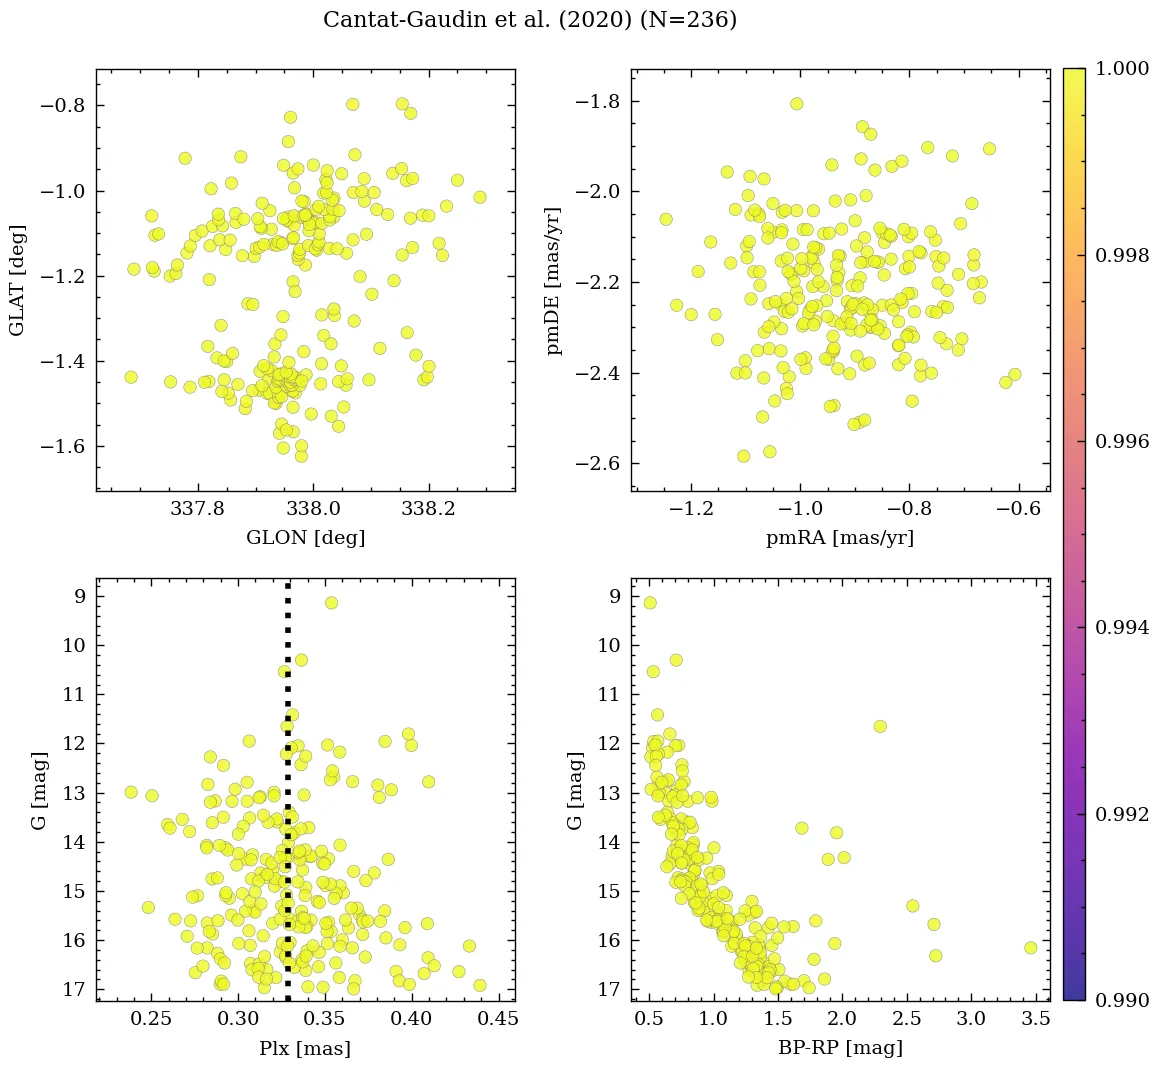 Cantat-Gaudin et al. (2020) (N=236)
−0.8
−1.0
−1.2
−1.4
−1.6
GLAT [deg]
337.8 338.0 338.2
GLON [deg]
−1.8
−2.0
−2.2
−2.4
−2.6
pmDE [mas/yr]
−1.2 −1.0 −0.8 −0.6
pmRA [mas/yr]
9
10
11
12
13
14
15
16
17
G [mag]
0.25 0.30 0.35 0.40 0.45
Plx [mas]
9
10
11
12
13
14
15
16
17
G [mag]
0.5 1.0 1.5 2.0 2.5 3.0 3.5
BP-RP [mag]
1.000
0.998
0.996
0.994
0.992
0.990